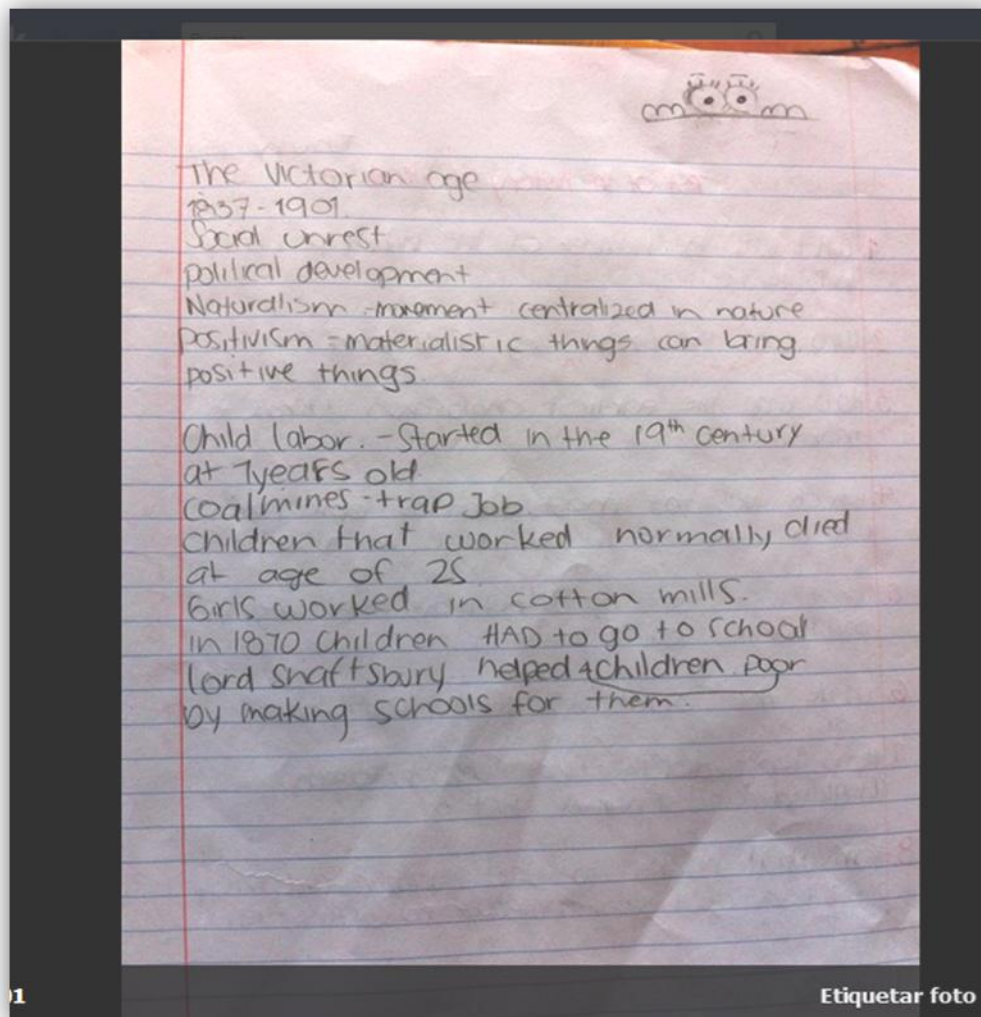 The Victorian age
1837-1901.
Social unrest
political development
Naturalism -movement centralized in nature
positivism = materialistic things can bring
positive things.
Child labor. - Started in the 19th century
at 7years old
coalmines -trap Job
children that worked normally died
at age of 25
Girls worked in cotton mills.
in 1870 Children HAD to go to school
lord Shaftsbury helped children poor
by making schools for them.
01
Etiquetar foto